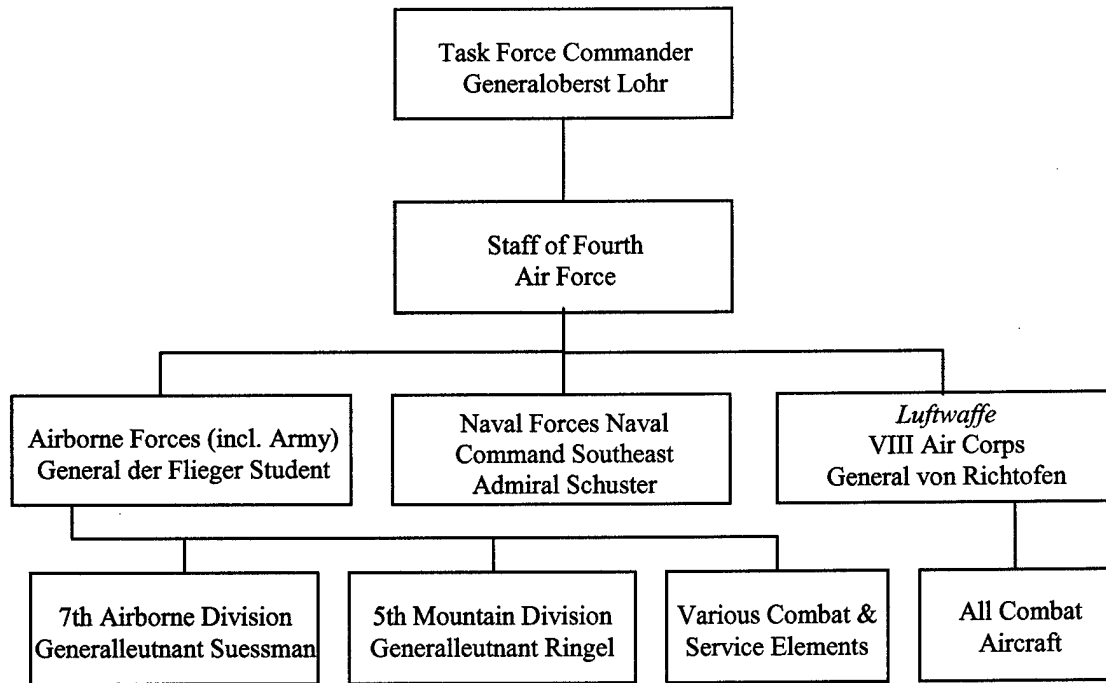 Task Force Commander
Generaloberst Lohr
Staff of Fourth
Air Force
Airborne Forces (incl. Army)
General der Flieger Student
Naval Forces Naval
Command Southeast
Admiral Schuster
Luftwaffe
VIII Air Corps
General von Richtofen
7th Airborne Division
Generalleutnant Suessman
5th Mountain Division
Generalleutnant Ringel
Various Combat &
Service Elements
All Combat
Aircraft